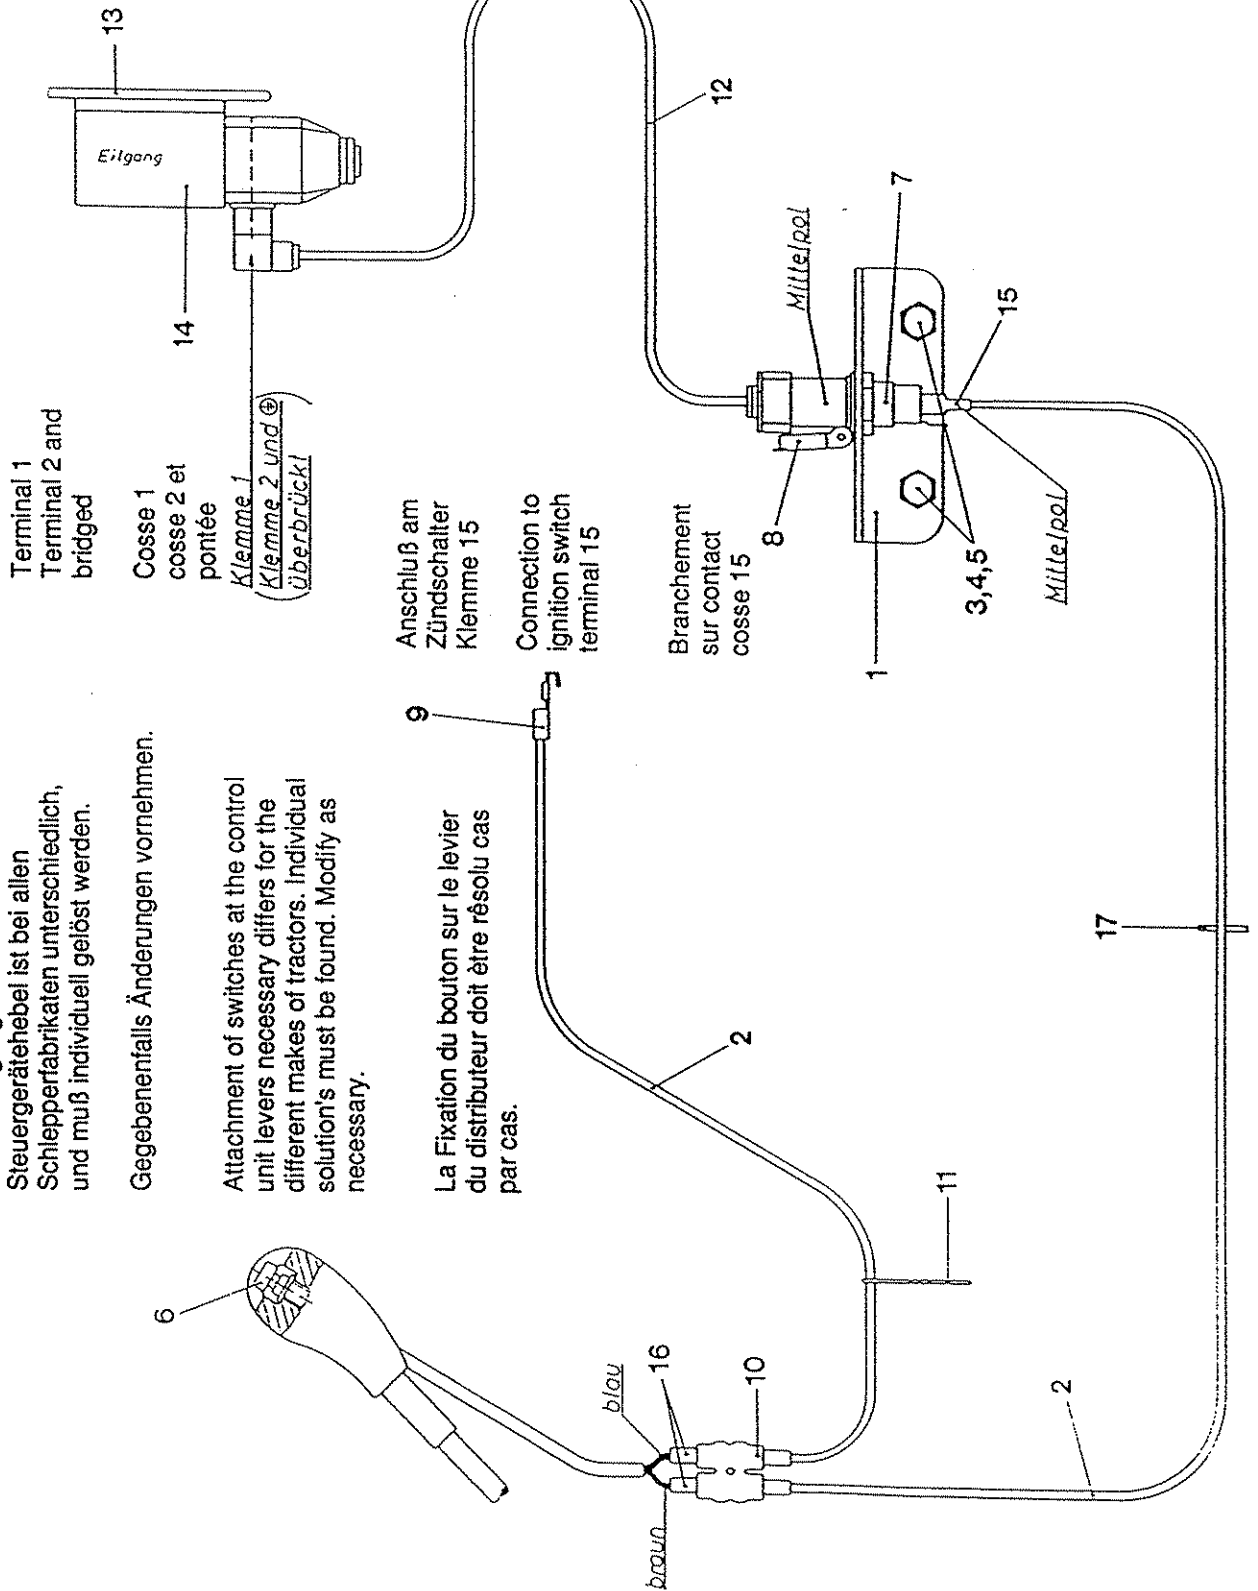 Steuergerätehebel ist bei allen
Schlepperfabrikaten unterschiedlich,
und muß individuell gelöst werden.
Gegebenenfalls Änderungen vornehmen.
Attachment of switches at the control
unit levers necessary differs for the
different makes of tractors. Individual
solution's must be found. Modify as
necessary.
La Fixation du bouton sur le levier
du distributeur doit être résolu cas
par cas.
Terminal 1
Terminal 2 and
bridged
Cosse 1
cosse 2 et
pontée
Klemme 1
(Klemme 2 und ⏚)
Überbrückt
Anschluß am
Zündschalter
Klemme 15
Connection to
ignition switch
terminal 15
Branchement
sur contact
cosse 15
Eilgang
13
14
12
Mittelpol
7
8
15
3,4,5
1
Mittelpol
9
2
17
11
6
blau
16
10
braun
2